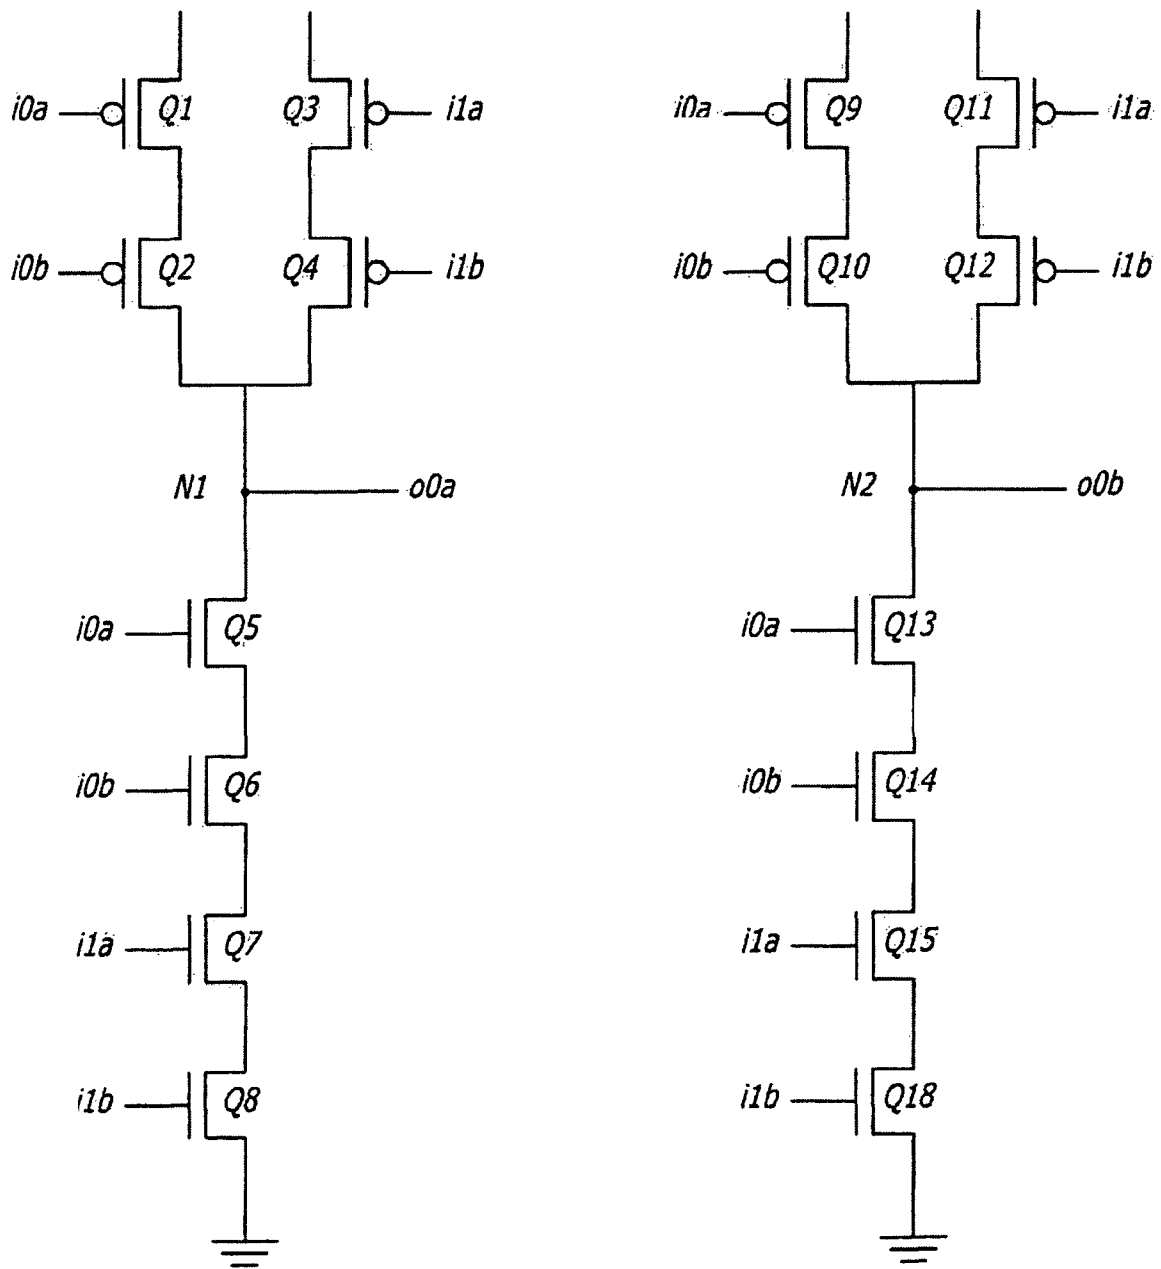 i0a Q1 Q3 i1a
i0b Q2 Q4 i1b
N1 o0a
i0a Q5
i0b Q6
i1a Q7
i1b Q8
i0a Q9 Q11 i1a
i0b Q10 Q12 i1b
N2 o0b
i0a Q13
i0b Q14
i1a Q15
i1b Q18